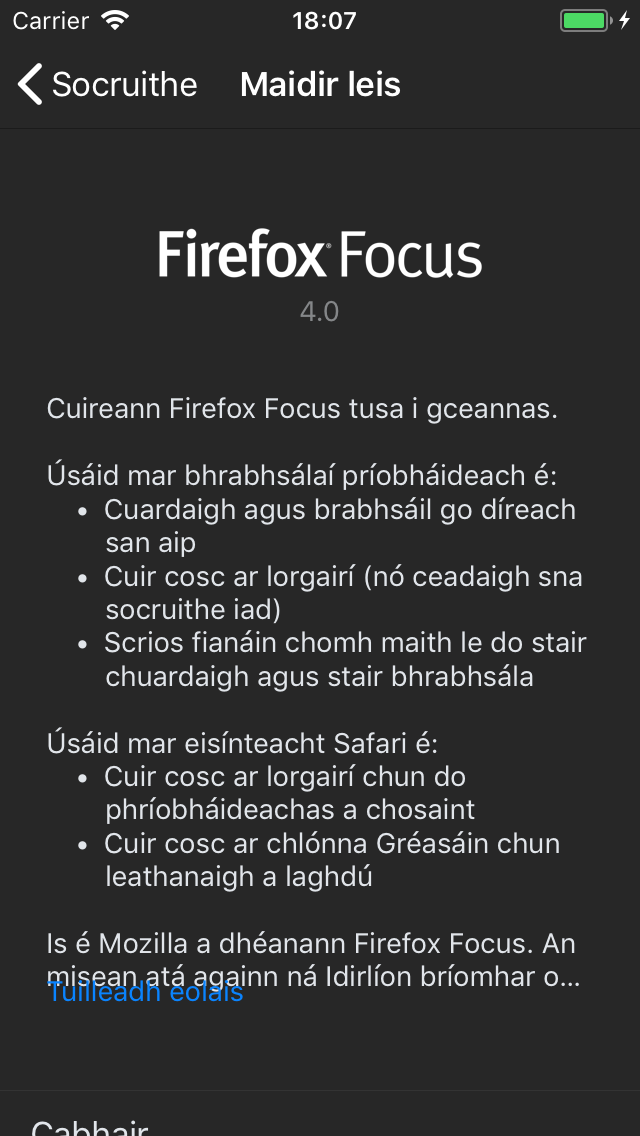 Carrier 18:07
Socruithe Maidir leis
Firefox Focus
4.0
Cuireann Firefox Focus tusa i gceannas.
Úsáid mar bhrabhsálaí príobháideach é:
• Cuardaigh agus brabhsáil go díreach
san aip
• Cuir cosc ar lorgairí (nó ceadaigh sna
socruithe iad)
• Scrios fianáin chomh maith le do stair
chuardaigh agus stair bhrabhsála
Úsáid mar eisínteacht Safari é:
• Cuir cosc ar lorgairí chun do
phríobháideachas a chosaint
• Cuir cosc ar chlónna Gréasáin chun
leathanaigh a laghdú
Is é Mozilla a dhéanann Firefox Focus. An
misean atá againn ná Idirlíon bríomhar o...
Tuilleadh eolais
Cabhair